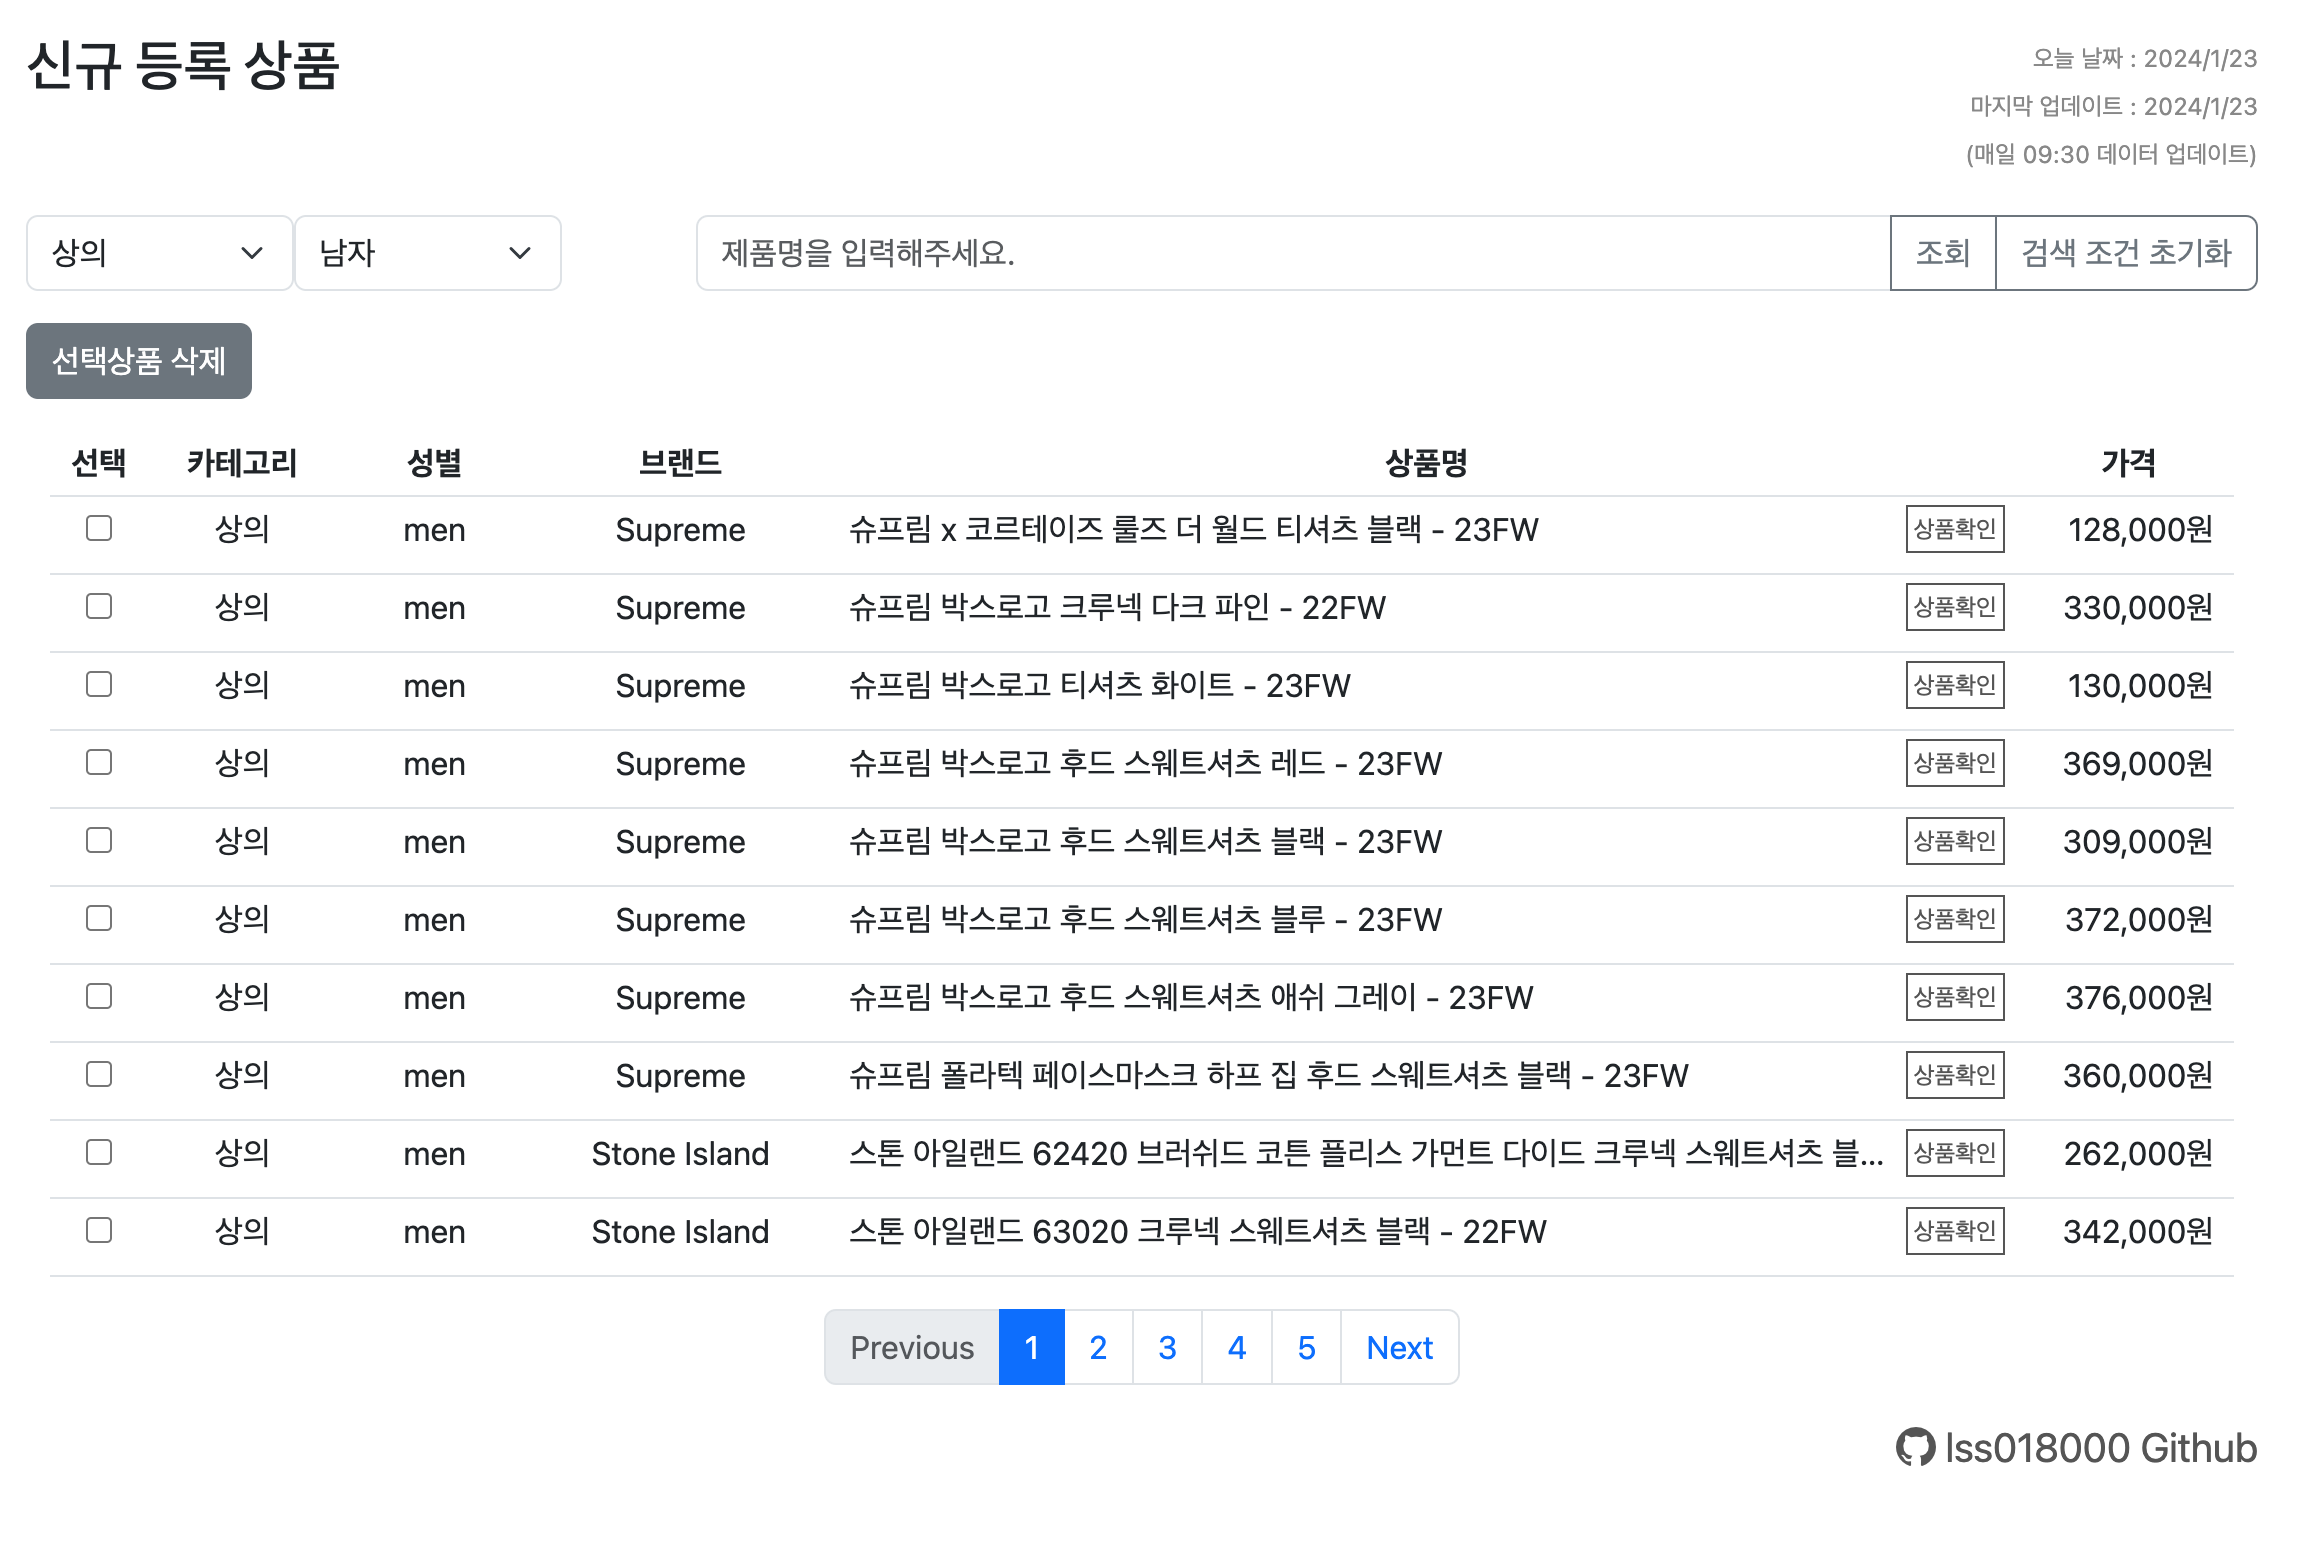 신규 등록 상품
오늘 날짜 : 2024/1/23
마지막 업데이트 : 2024/1/23
(매일 09:30 데이터 업데이트)
상의 남자 제품명을 입력해주세요. 조회 검색 조건 초기화
선택상품 삭제
선택 카테고리 성별 브랜드 상품명 가격
상의 men Supreme 슈프림 x 코르테이즈 룰즈 더 월드 티셔츠 블랙 - 23FW 상품확인 128,000원
상의 men Supreme 슈프림 박스로고 크루넥 다크 파인 - 22FW 상품확인 330,000원
상의 men Supreme 슈프림 박스로고 티셔츠 화이트 - 23FW 상품확인 130,000원
상의 men Supreme 슈프림 박스로고 후드 스웨트셔츠 레드 - 23FW 상품확인 369,000원
상의 men Supreme 슈프림 박스로고 후드 스웨트셔츠 블랙 - 23FW 상품확인 309,000원
상의 men Supreme 슈프림 박스로고 후드 스웨트셔츠 블루 - 23FW 상품확인 372,000원
상의 men Supreme 슈프림 박스로고 후드 스웨트셔츠 애쉬 그레이 - 23FW 상품확인 376,000원
상의 men Supreme 슈프림 폴라텍 페이스마스크 하프 집 후드 스웨트셔츠 블랙 - 23FW 상품확인 360,000원
상의 men Stone Island 스톤 아일랜드 62420 브러쉬드 코튼 플리스 가먼트 다이드 크루넥 스웨트셔츠 블... 상품확인 262,000원
상의 men Stone Island 스톤 아일랜드 63020 크루넥 스웨트셔츠 블랙 - 22FW 상품확인 342,000원
Previous 1 2 3 4 5 Next
lss018000 Github